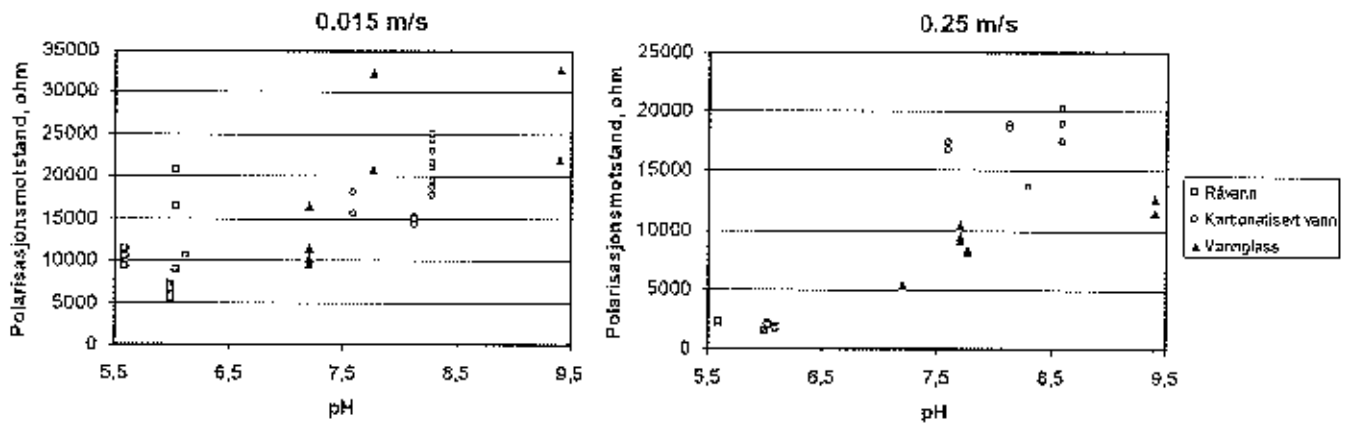 0.015 m/s
Polarisasjonsmotstand, ohm
35000
30000
25000
20000
15000
10000
5000
0
5,5
6,5
7,5
8,5
9,5
pH
0.25 m/s
Polarisasjonsmotstand, ohm
25000
20000
15000
10000
5000
0
5,5
6,5
7,5
8,5
9,5
pH
Råvann
Karbonatisert vann
Vannglass